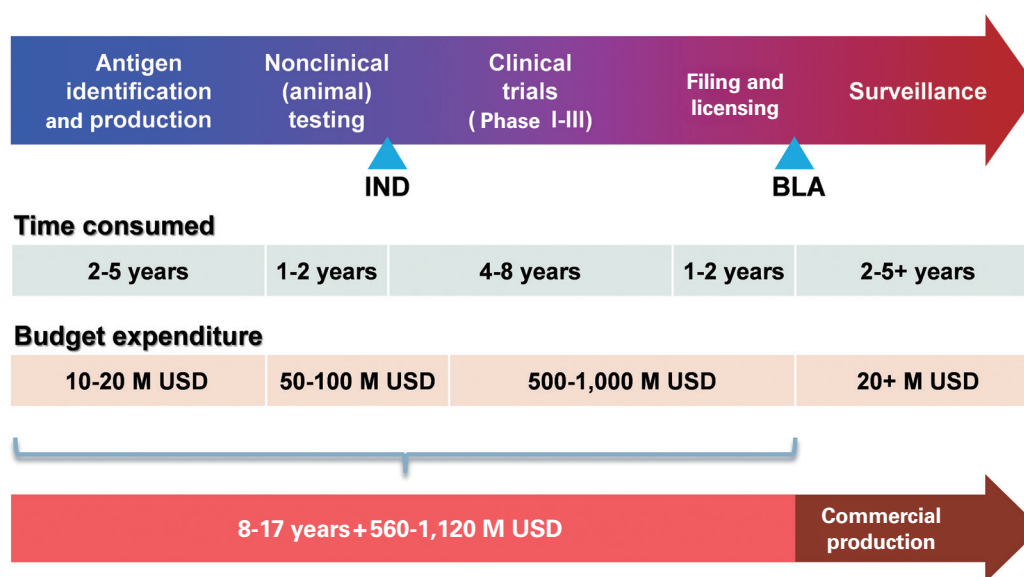 Antigen
identification
and production
Nonclinical
(animal)
testing
Clinical
trials
( Phase I-III)
Filing and
licensing
Surveillance
IND
BLA
Time consumed
2-5 years
1-2 years
4-8 years
1-2 years
2-5+ years
Budget expenditure
10-20 M USD
50-100 M USD
500-1,000 M USD
20+ M USD
8-17 years+560-1,120 M USD
Commercial
production